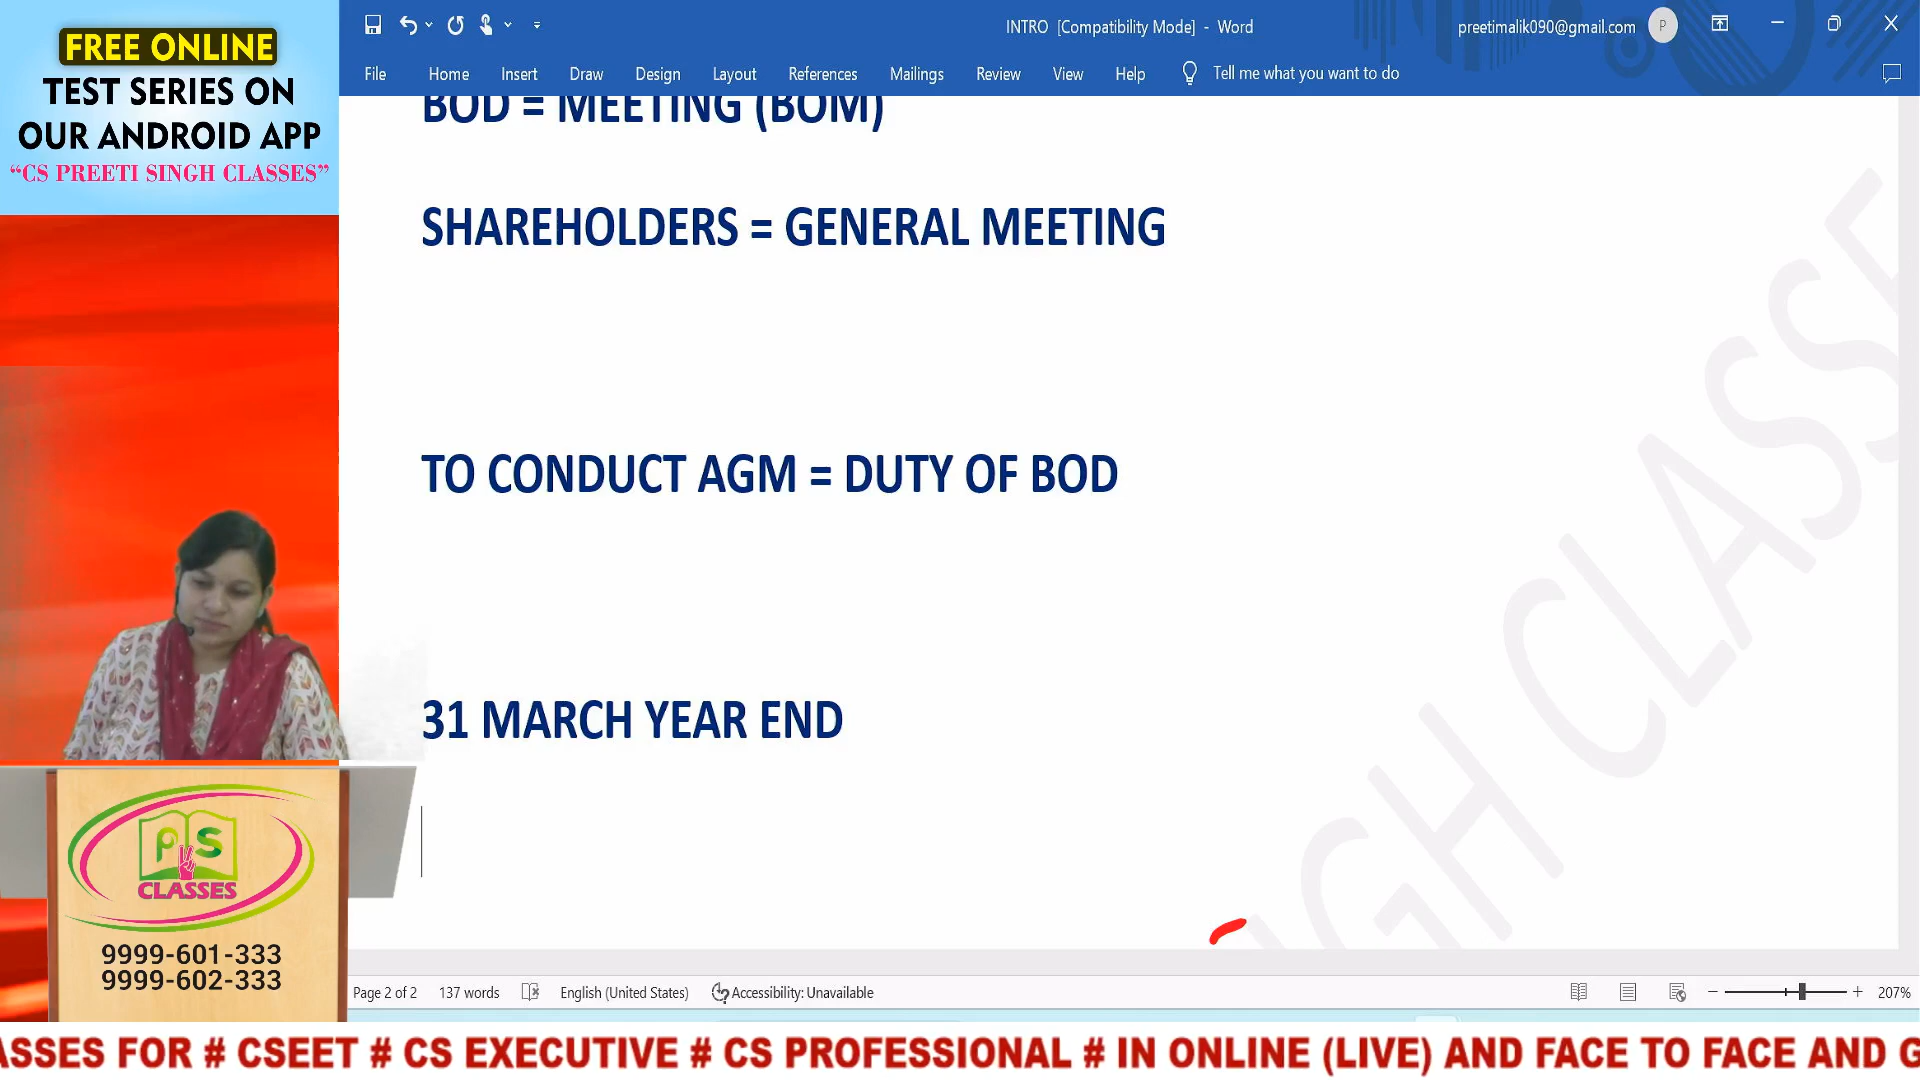 FREE ONLINE
TEST SERIES ON
OUR ANDROID APP
“CS PREETI SINGH CLASSES”
INTRO [Compatibility Mode] - Word
preetimalik090@gmail.com
P
File Home Insert Draw Design Layout References Mailings Review View Help Tell me what you want to do
BOD = MEETING (BOM)
SHAREHOLDERS = GENERAL MEETING
TO CONDUCT AGM = DUTY OF BOD
31 MARCH YEAR END
GH CLASSE
PS
CLASSES
9999-601-333
9999-602-333
Page 2 of 2 137 words English (United States) Accessibility: Unavailable 207%
ASSES FOR # CSEET # CS EXECUTIVE # CS PROFESSIONAL # IN ONLINE (LIVE) AND FACE TO FACE AND G